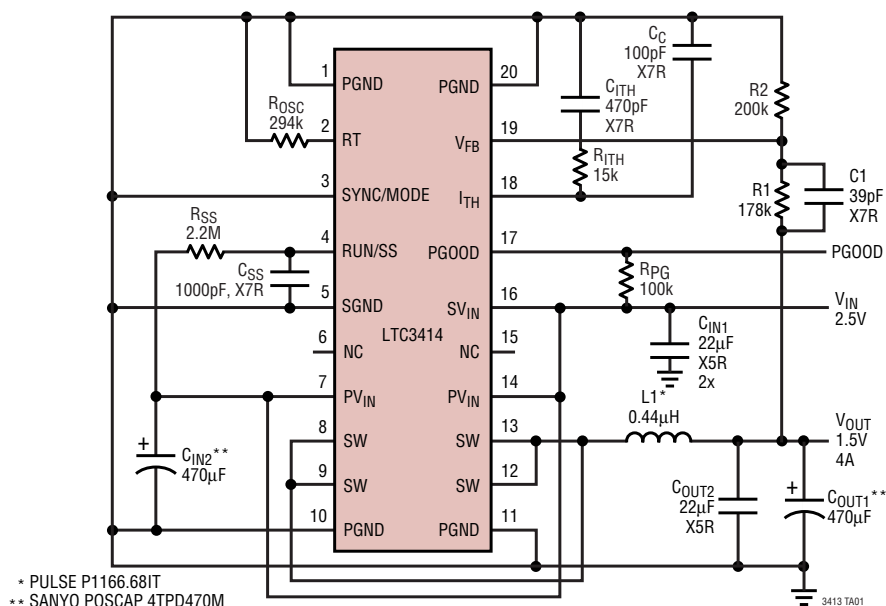 1 PGND
PGND 20
ROSC
294k
2 RT
VFB 19
3 SYNC/MODE
ITH 18
RSS
2.2M
4 RUN/SS
PGOOD 17
CSS
1000pF, X7R
5 SGND
SVIN 16
LTC3414
6 NC
NC 15
7 PVIN
PVIN 14
8 SW
SW 13
9 SW
SW 12
10 PGND
PGND 11
CC
100pF
X7R
CITH
470pF
X7R
RITH
15k
R2
200k
R1
178k
C1
39pF
X7R
PGOOD
RPG
100k
VIN
2.5V
CIN1
22µF
X5R
2x
L1*
0.44µH
VOUT
1.5V
4A
+
CIN2**
470µF
COUT2
22µF
X5R
+
COUT1**
470µF
* PULSE P1166.68IT
** SANYO POSCAP 4TPD470M
3413 TA01